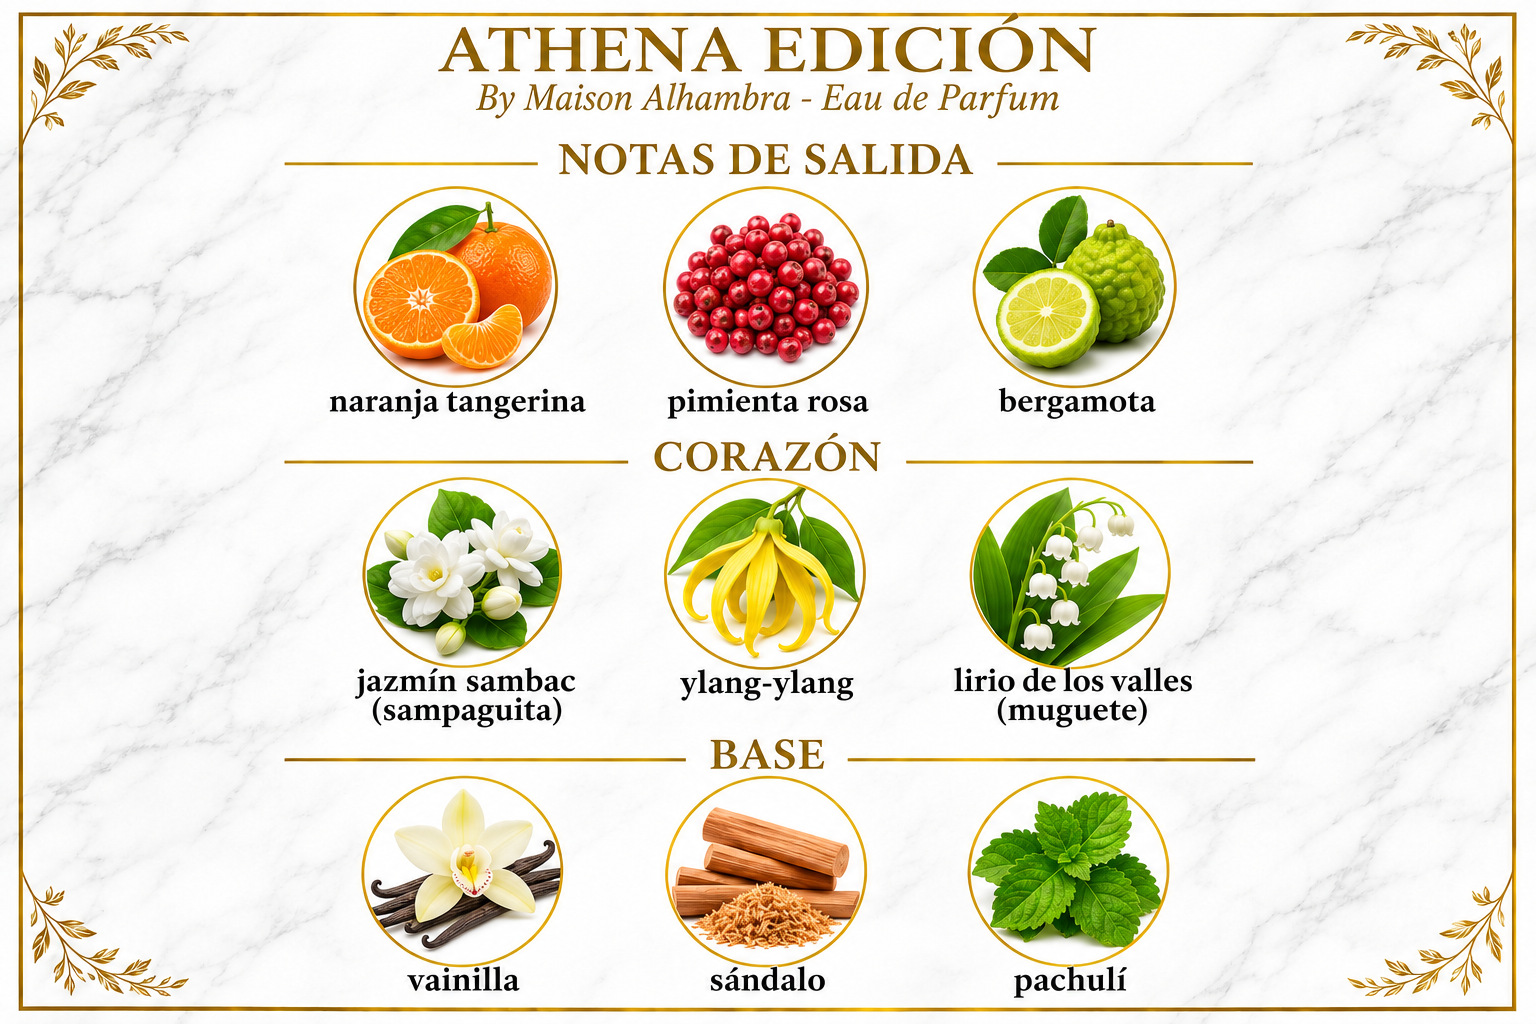 ATHENA EDICIÓN
By Maison Alhambra - Eau de Parfum
NOTAS DE SALIDA
naranja tangerina
pimienta rosa
bergamota
CORAZÓN
jazmín sambac
(sampaguita)
ylang-ylang
lirio de los valles
(muguete)
BASE
vainilla
sándalo
pachulí